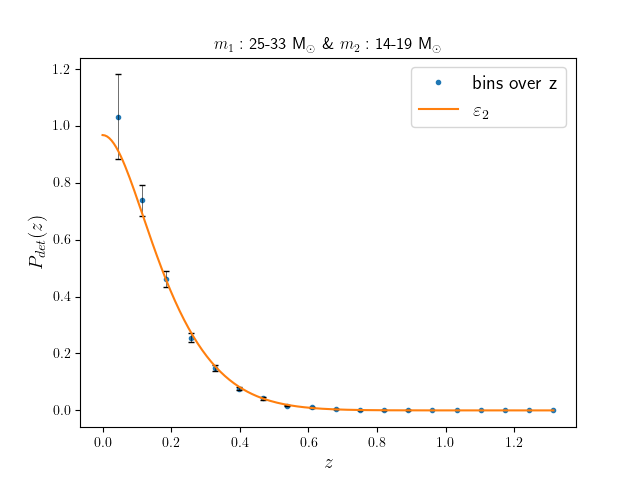 m₁ : 25-33 M⊙ & m₂ : 14-19 M⊙
bins over z
ε₂
P_det(z)
1.2
1.0
0.8
0.6
0.4
0.2
0.0
0.0 0.2 0.4 0.6 0.8 1.0 1.2
z